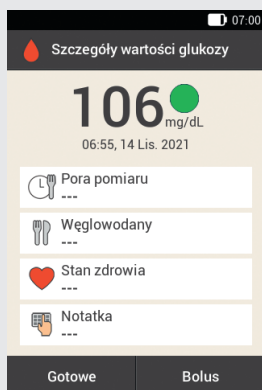 07:00
Szczegóły wartości glukozy
106
mg/dL
06:55, 14 Lis. 2021
Pora pomiaru
---
Węglowodany
---
Stan zdrowia
---
Notatka
---
Gotowe Bolus